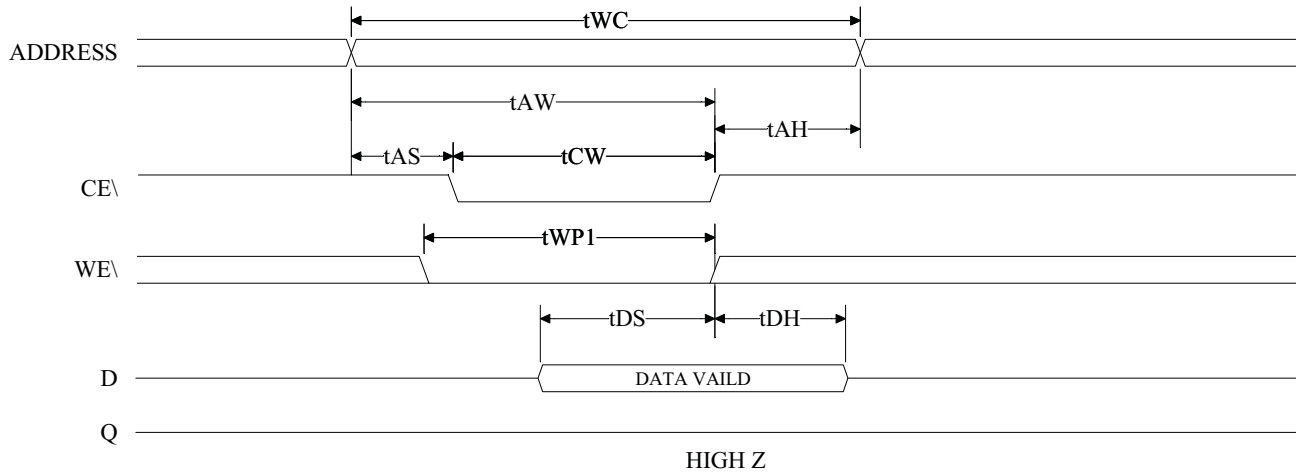 tWC
ADDRESS
tAW
tAH
tAS
tCW
CE\
tWP1
WE\
tDS
tDH
D
DATA VAILD
Q
HIGH Z